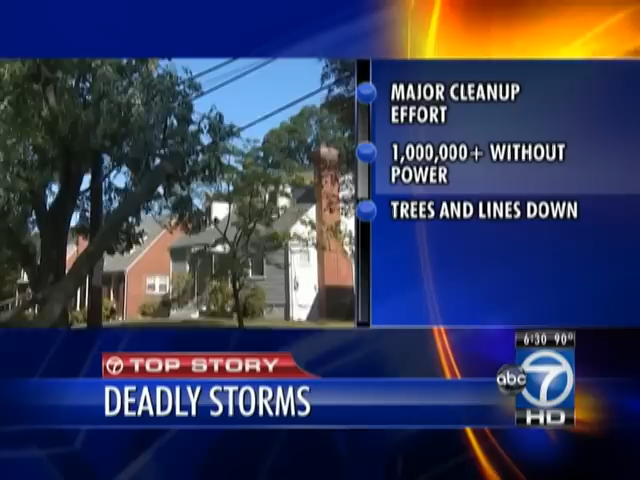 MAJOR CLEANUP
EFFORT
1,000,000+ WITHOUT
POWER
TREES AND LINES DOWN
6:30 90°
7 TOP STORY
abc 7
DEADLY STORMS
HD